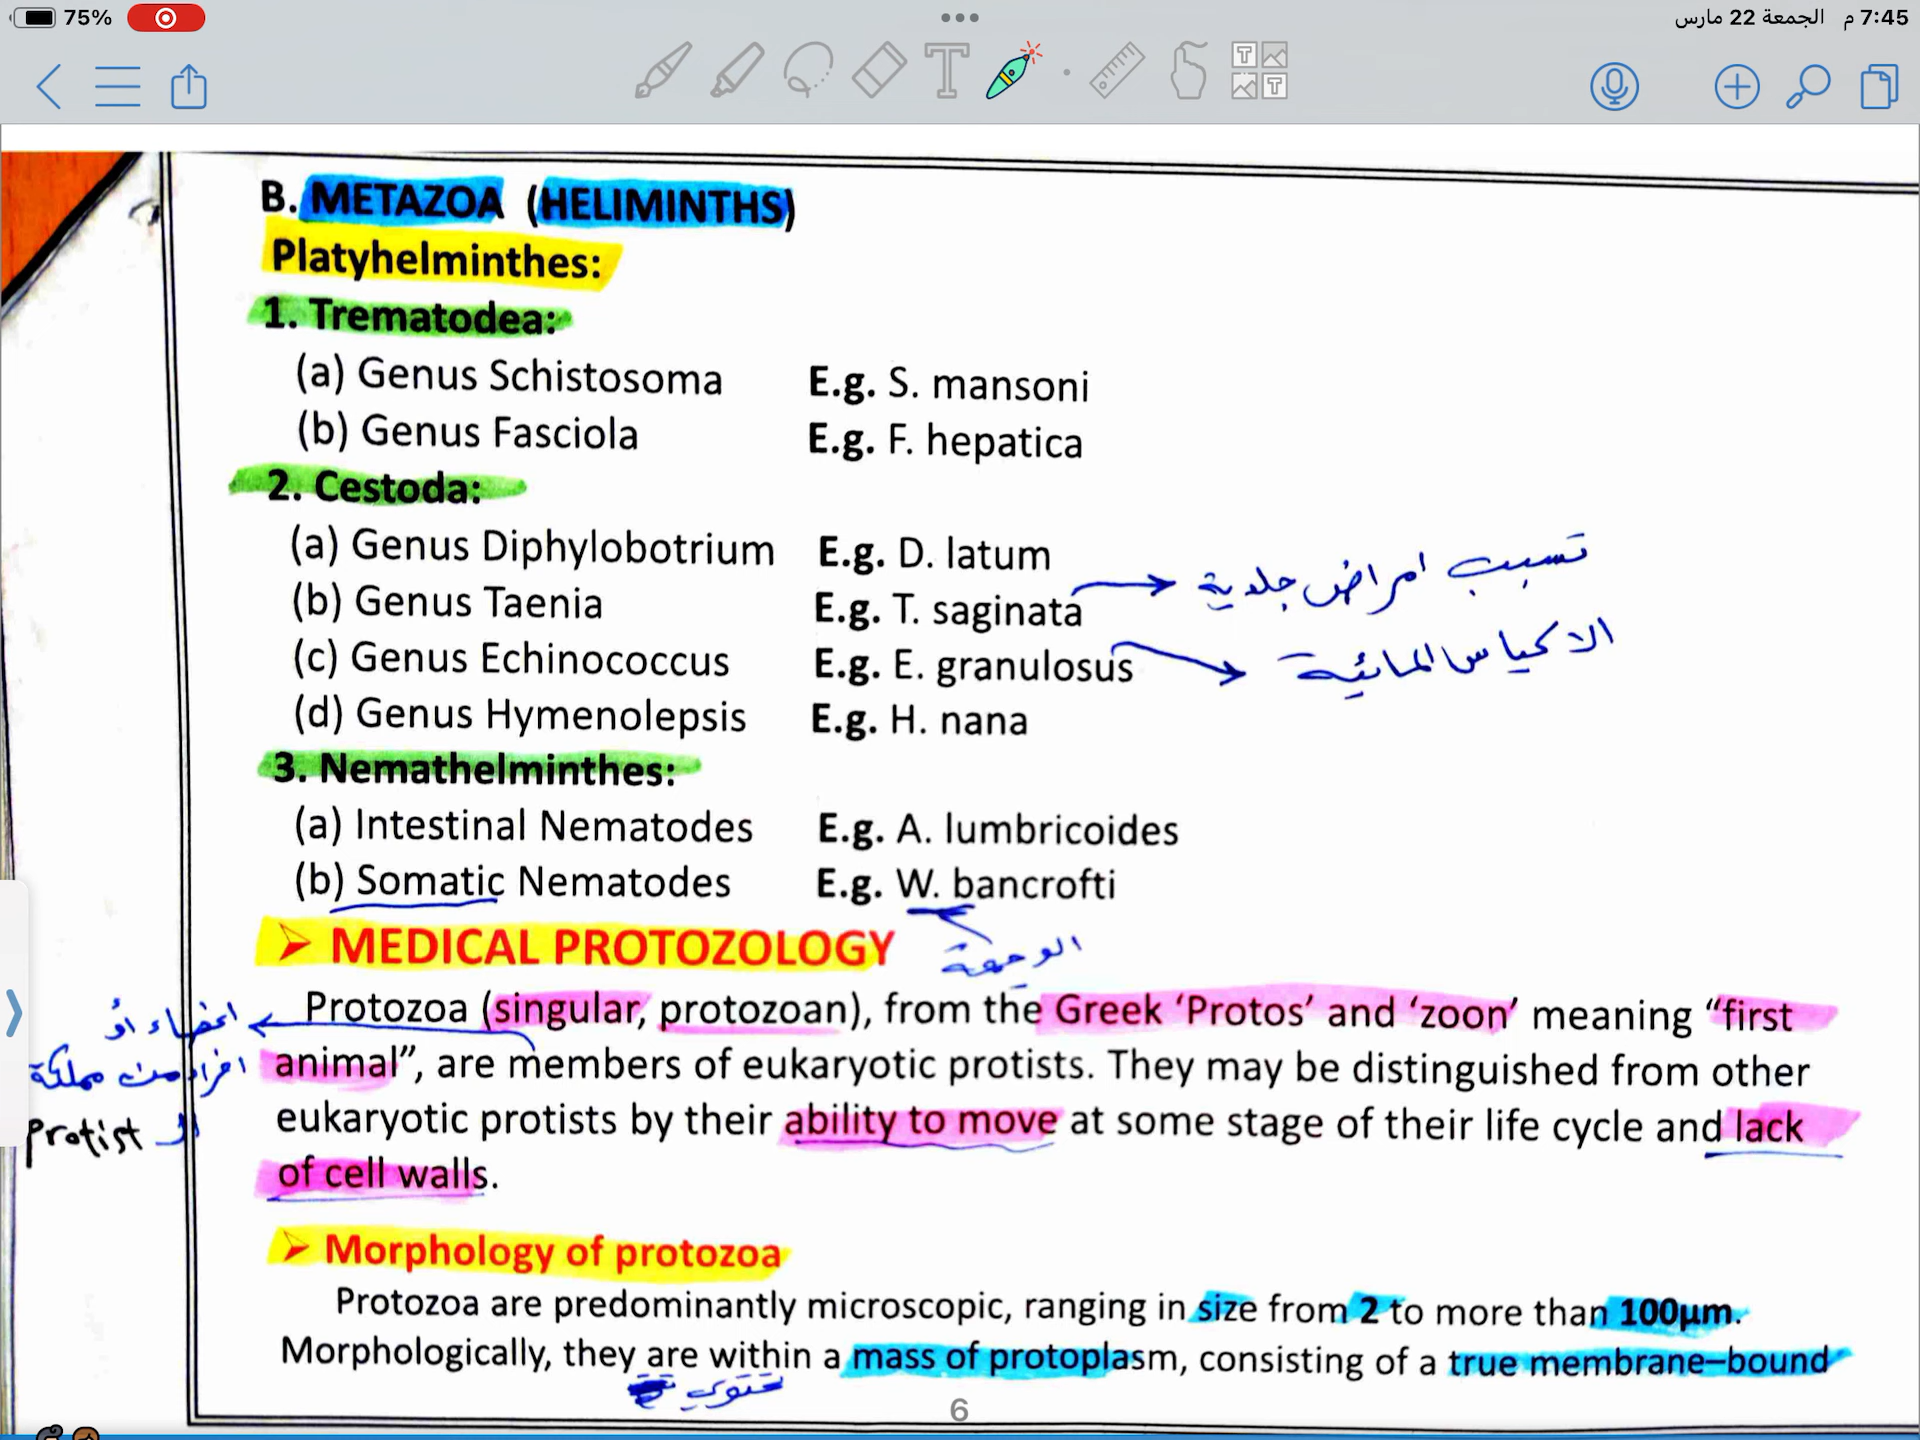 75%
7:45 م الجمعة 22 مارس
B. METAZOA (HELIMINTHS)
Platyhelminthes:
1. Trematodea:
(a) Genus Schistosoma E.g. S. mansoni
(b) Genus Fasciola E.g. F. hepatica
2. Cestoda:
(a) Genus Diphylobotrium E.g. D. latum
تسبب امراض جلدية
(b) Genus Taenia E.g. T. saginata
(c) Genus Echinococcus E.g. E. granulosus
الاكياس المائية
(d) Genus Hymenolepsis E.g. H. nana
3. Nemathelminthes:
(a) Intestinal Nematodes E.g. A. lumbricoides
(b) Somatic Nematodes E.g. W. bancrofti
➢ MEDICAL PROTOZOLOGY
Protozoa (singular, protozoan), from the Greek ‘Protos’ and ‘zoon’ meaning “first
animal”, are members of eukaryotic protists. They may be distinguished from other
eukaryotic protists by their ability to move at some stage of their life cycle and lack
of cell walls.
اعضاء او
افراد من مملكة
الـ Protist
➢ Morphology of protozoa
Protozoa are predominantly microscopic, ranging in size from 2 to more than 100µm.
Morphologically, they are within a mass of protoplasm, consisting of a true membrane–bound
تحتوي
6